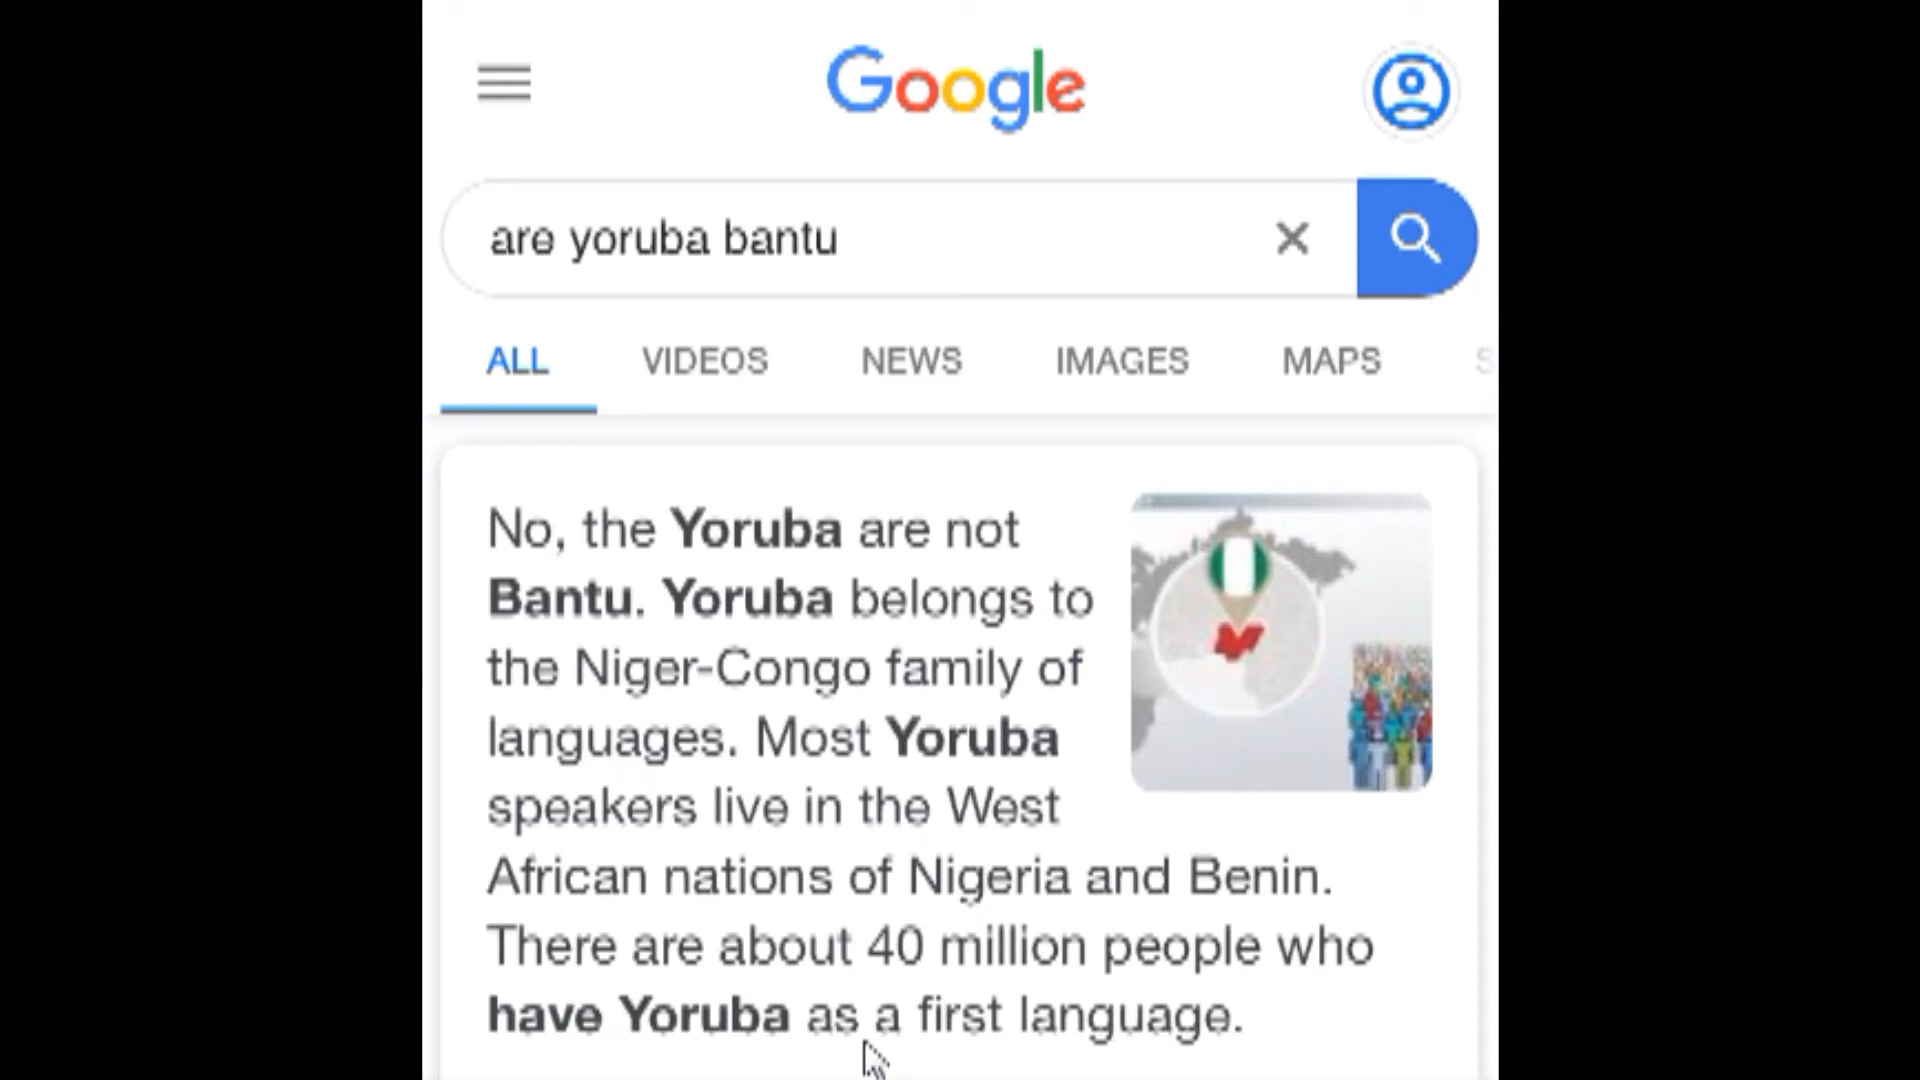 Google
are yoruba bantu
ALL VIDEOS NEWS IMAGES MAPS S
No, the Yoruba are not
Bantu. Yoruba belongs to
the Niger-Congo family of
languages. Most Yoruba
speakers live in the West
African nations of Nigeria and Benin.
There are about 40 million people who
have Yoruba as a first language.